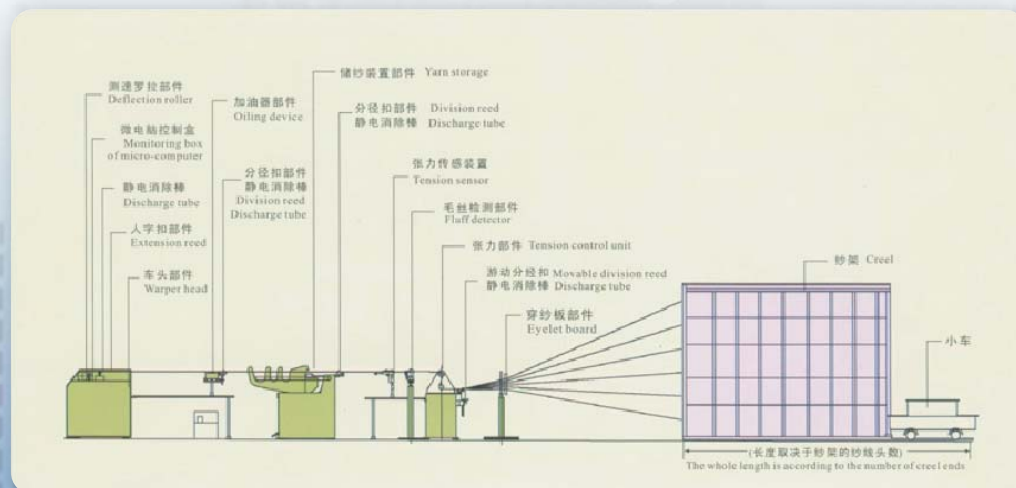 测速罗拉部件
Deflection roller
微电脑控制盒
Monitoring box
of micro-computer
静电消除棒
Discharge tube
人字扣部件
Extension reed
车头部件
Warper head
加油器部件
Oiling device
分径扣部件
静电消除棒
Division reed
Discharge tube
储纱装置部件 Yarn storage
分径扣部件 Division reed
静电消除棒 Discharge tube
张力传感装置
Tension sensor
毛丝检测部件
Fluff detector
张力部件 Tension control unit
游动分经扣 Movable division reed
静电消除棒 Discharge tube
穿纱板部件
Eyelet board
纱架 Creel
小车
(长度取决于纱架的纱线头数)
The whole length is according to the number of creel ends